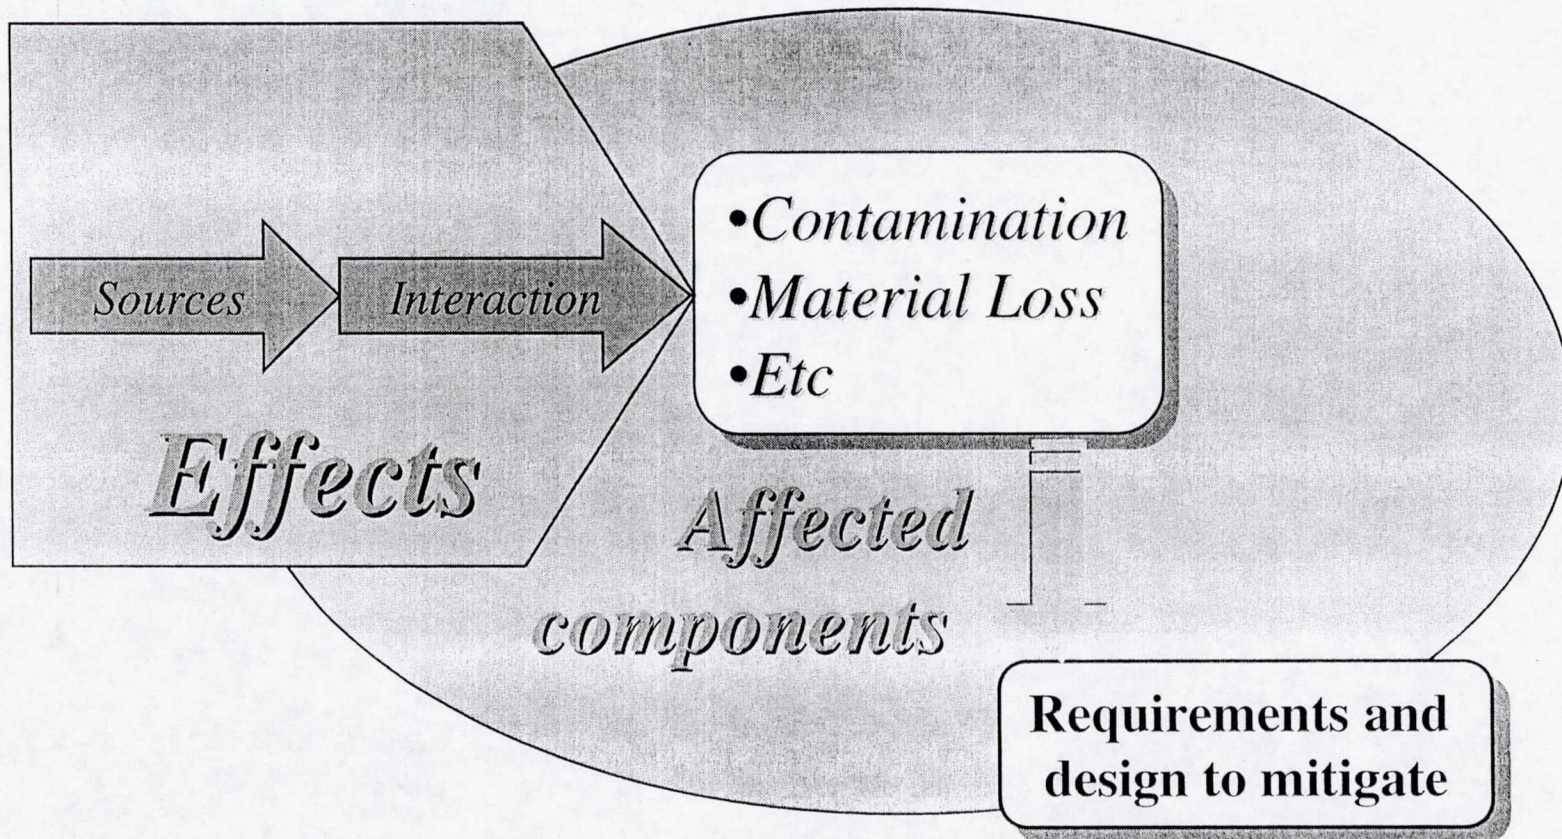 Sources
Interaction
•Contamination
•Material Loss
•Etc
Effects
Affected
components
Requirements and
design to mitigate